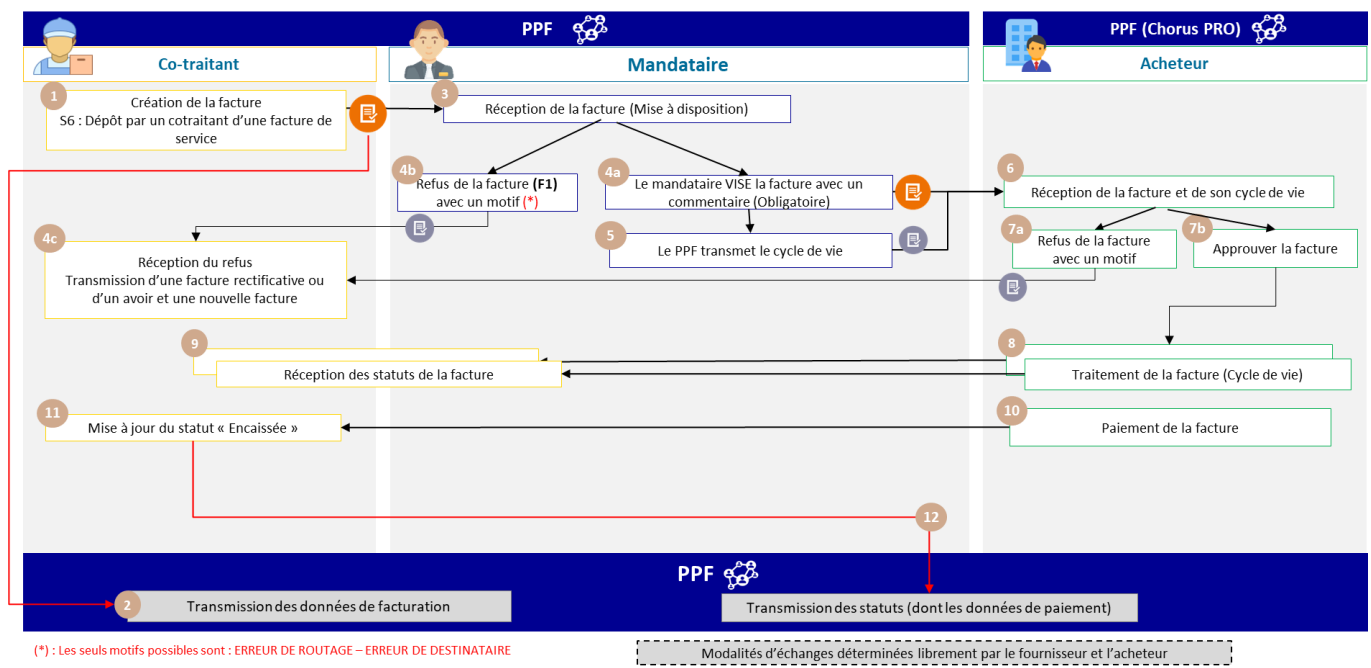 PPF
PPF (Chorus PRO)
Co-traitant
Mandataire
Acheteur
1
Création de la facture
S6 : Dépôt par un cotraitant d'une facture de
service
3
Réception de la facture (Mise à disposition)
4b
Refus de la facture (F1)
avec un motif (*)
4a
Le mandataire VISE la facture avec un
commentaire (Obligatoire)
6
Réception de la facture et de son cycle de vie
4c
Réception du refus
Transmission d'une facture rectificative ou
d'un avoir et une nouvelle facture
5
Le PPF transmet le cycle de vie
7a
Refus de la facture
avec un motif
7b
Approuver la facture
9
Réception des statuts de la facture
8
Traitement de la facture (Cycle de vie)
11
Mise à jour du statut « Encaissée »
10
Paiement de la facture
12
PPF
2
Transmission des données de facturation
Transmission des statuts (dont les données de paiement)
(*) : Les seuls motifs possibles sont : ERREUR DE ROUTAGE – ERREUR DE DESTINATAIRE
Modalités d'échanges déterminées librement par le fournisseur et l'acheteur